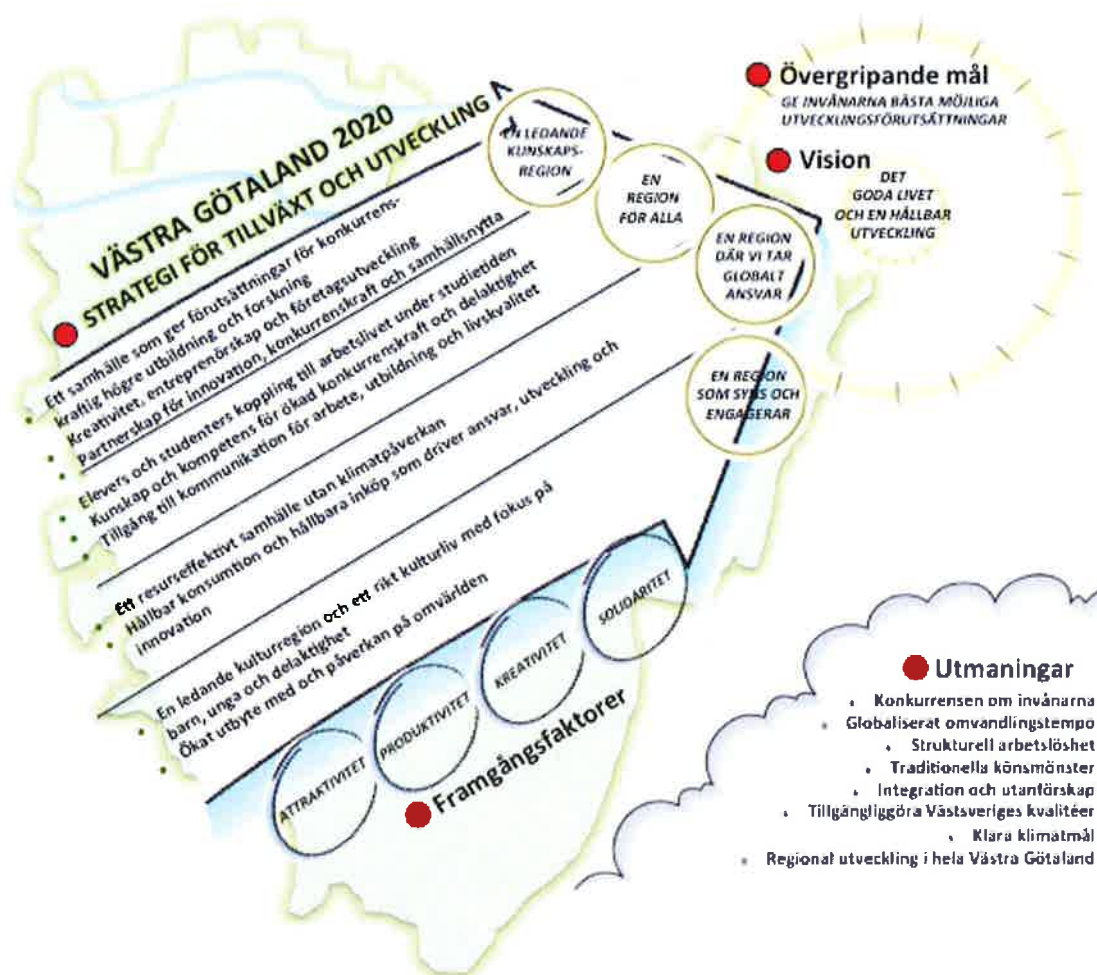 VÄSTRA GÖTALAND 2020
STRATEGI FÖR TILLVÄXT OCH UTVECKLING
Ett samhälle som ger förutsättningar för konkurrens-
kraftig högre utbildning och forskning
Kreativitet, entreprenörskap och företagsutveckling
Partnerskap för innovation, konkurrenskraft och samhällsnytta
Elevers och studenters koppling till arbetslivet under studietiden
Kunskap och kompetens för ökad konkurrenskraft och delaktighet
Tillgång till kommunikation för arbete, utbildning och livskvalitet
Ett resurseffektivt samhälle utan klimatpåverkan
Hållbar konsumtion och hållbara inköp som driver ansvar, utveckling och
innovation
En ledande kulturregion och ett rikt kulturliv med fokus på
barn, unga och delaktighet
Ökat utbyte med och påverkan på omvärlden
EN LEDANDE
KUNSKAPS-
REGION
EN
REGION
FÖR ALLA
EN REGION
DÄR VI TAR
GLOBALT
ANSVAR
EN REGION
SOM SYNS OCH
ENGAGERAR
Övergripande mål
GE INVÅNARNA BÄSTA MÖJLIGA
UTVECKLINGSFÖRUTSÄTTNINGAR
Vision
DET
GODA LIVET
OCH EN HÅLLBAR
UTVECKLING
ATTRAKTIVITET
PRODUKTIVITET
KREATIVITET
SOLIDARITET
Framgångsfaktorer
Utmaningar
Konkurrensen om invånarna
Globaliserat omvandlingstempo
Strukturell arbetslöshet
Traditionella könsmönster
Integration och utanförskap
Tillgängliggöra Västsveriges kvalitéer
Klara klimatmål
Regional utveckling i hela Västra Götaland